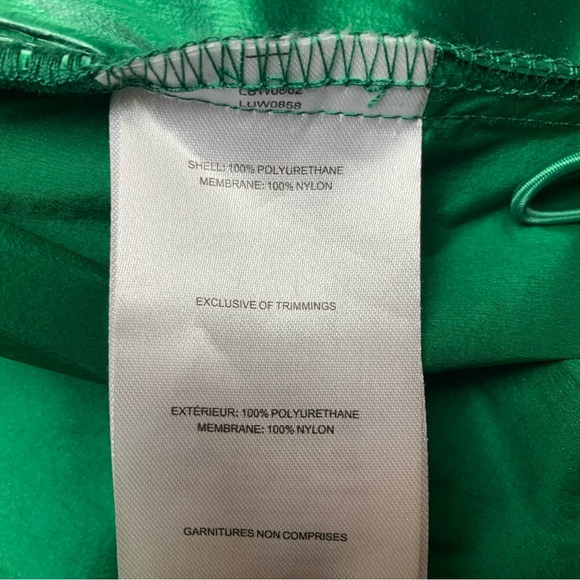 LUW0858
SHELL: 100% POLYURETHANE
MEMBRANE: 100% NYLON
EXCLUSIVE OF TRIMMINGS
EXTÉRIEUR: 100% POLYURETHANE
MEMBRANE: 100% NYLON
GARNITURES NON COMPRISES